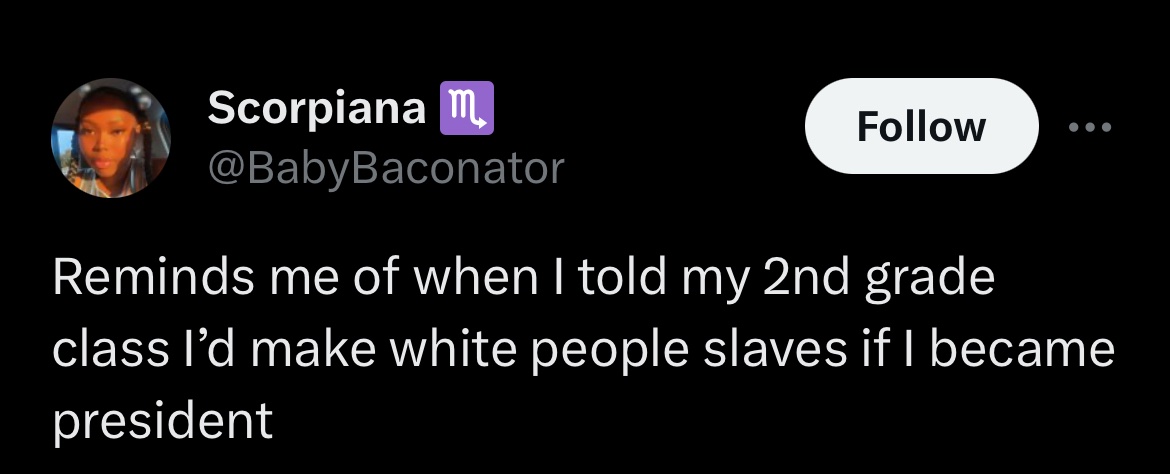 Scorpiana ♏
@BabyBaconator
Follow
Reminds me of when I told my 2nd grade
class I’d make white people slaves if I became
president